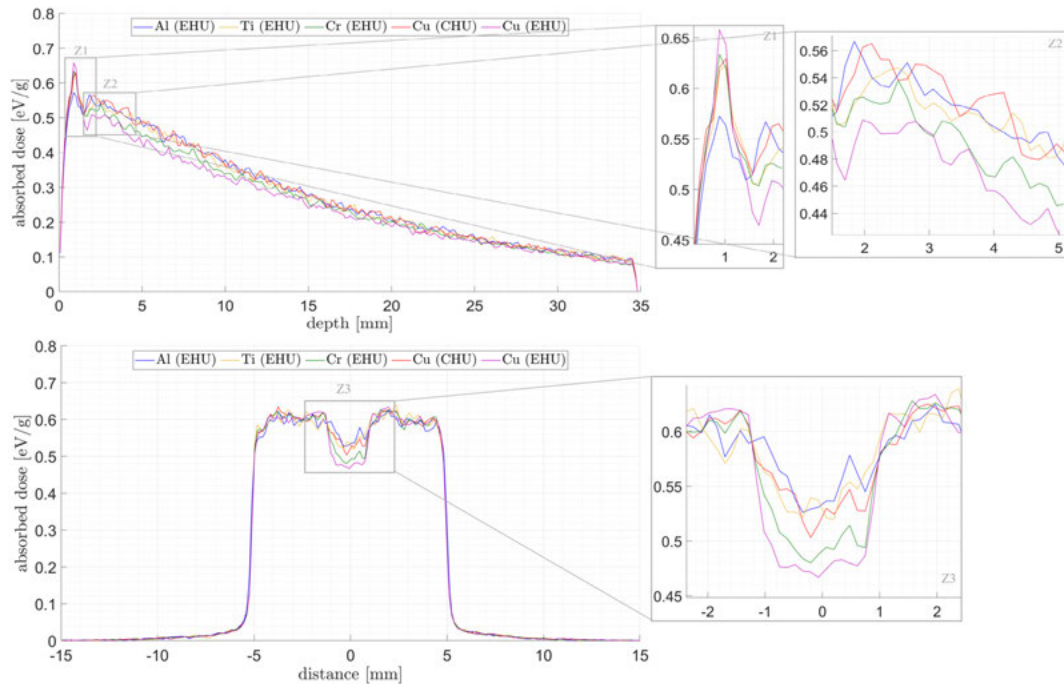 0.8
0.7
0.6
0.5
0.4
0.3
0.2
0.1
0
absorbed dose [eV/g]
Al (EHU) Ti (EHU) Cr (EHU) Cu (CHU) Cu (EHU)
Z1
Z2
0 5 10 15 20 25 30 35
depth [mm]
Z1
0.65
0.6
0.55
0.5
0.45
1 2
Z2
0.56
0.54
0.52
0.5
0.48
0.46
0.44
2 3 4 5
0.8
0.7
0.6
0.5
0.4
0.3
0.2
0.1
0
absorbed dose [eV/g]
Al (EHU) Ti (EHU) Cr (EHU) Cu (CHU) Cu (EHU)
Z3
-15 -10 -5 0 5 10 15
distance [mm]
0.6
0.55
0.5
0.45
Z3
-2 -1 0 1 2